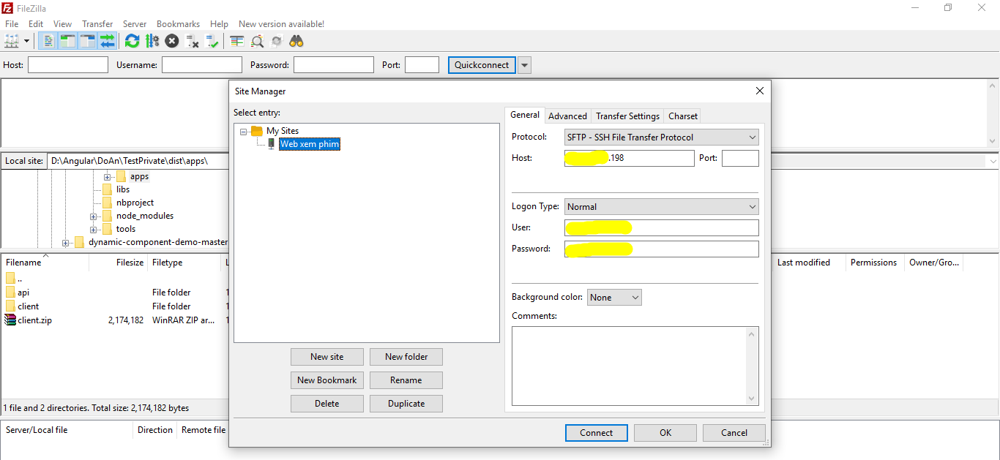 FileZilla
File Edit View Transfer Server Bookmarks Help New version available!
Host: Username: Password: Port: Quickconnect
Site Manager
Select entry:
My Sites
Web xem phim
New site New folder
New Bookmark Rename
Delete Duplicate
General Advanced Transfer Settings Charset
Protocol: SFTP - SSH File Transfer Protocol
Host: .198 Port:
Logon Type: Normal
User:
Password:
Background color: None
Comments:
Connect OK Cancel
Local site: D:\Angular\DoAn\TestPrivate\dist\apps\
apps
libs
nbproject
node_modules
tools
dynamic-component-demo-master
Filename Filesize Filetype L
..
api File folder 1
client File folder 1
client.zip 2,174,182 WinRAR ZIP ar... 1
Last modified Permissions Owner/Gro...
1 file and 2 directories. Total size: 2,174,182 bytes
Server/Local file Direction Remote file